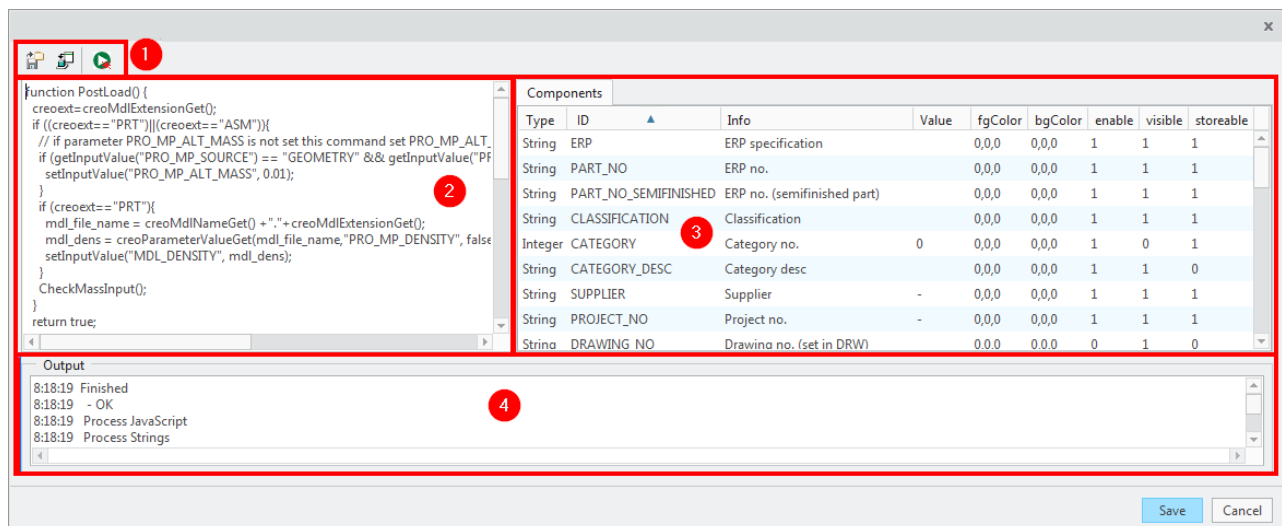 x
1
function PostLoad() {
creoext=creoMdlExtensionGet();
if ((creoext=="PRT")||(creoext=="ASM")){
// if parameter PRO_MP_ALT_MASS is not set this command set PRO_MP_ALT_
if (getInputValue("PRO_MP_SOURCE") == "GEOMETRY" && getInputValue("PF
setInputValue("PRO_MP_ALT_MASS", 0.01);
}
if (creoext=="PRT"){
mdl_file_name = creoMdlNameGet() +"."+creoMdlExtensionGet();
mdl_dens = creoParameterValueGet(mdl_file_name,"PRO_MP_DENSITY", false
setInputValue("MDL_DENSITY", mdl_dens);
}
CheckMassInput();
}
return true;
2
Components
Type ID Info Value fgColor bgColor enable visible storeable
String ERP ERP specification 0,0,0 0,0,0 1 1 1
String PART_NO ERP no. 0,0,0 0,0,0 1 1 1
String PART_NO_SEMIFINISHED ERP no. (semifinished part) 0,0,0 0,0,0 1 1 1
String CLASSIFICATION Classification 0,0,0 0,0,0 1 1 1
Integer CATEGORY Category no. 0 0,0,0 0,0,0 1 0 1
String CATEGORY_DESC Category desc 0,0,0 0,0,0 1 1 0
String SUPPLIER Supplier - 0,0,0 0,0,0 1 1 1
String PROJECT_NO Project no. - 0,0,0 0,0,0 1 1 1
String DRAWING_NO Drawing no. (set in DRW) 0,0,0 0,0,0 0 1 0
3
Output
8:18:19 Finished
8:18:19 - OK
8:18:19 Process JavaScript
8:18:19 Process Strings
4
Save Cancel